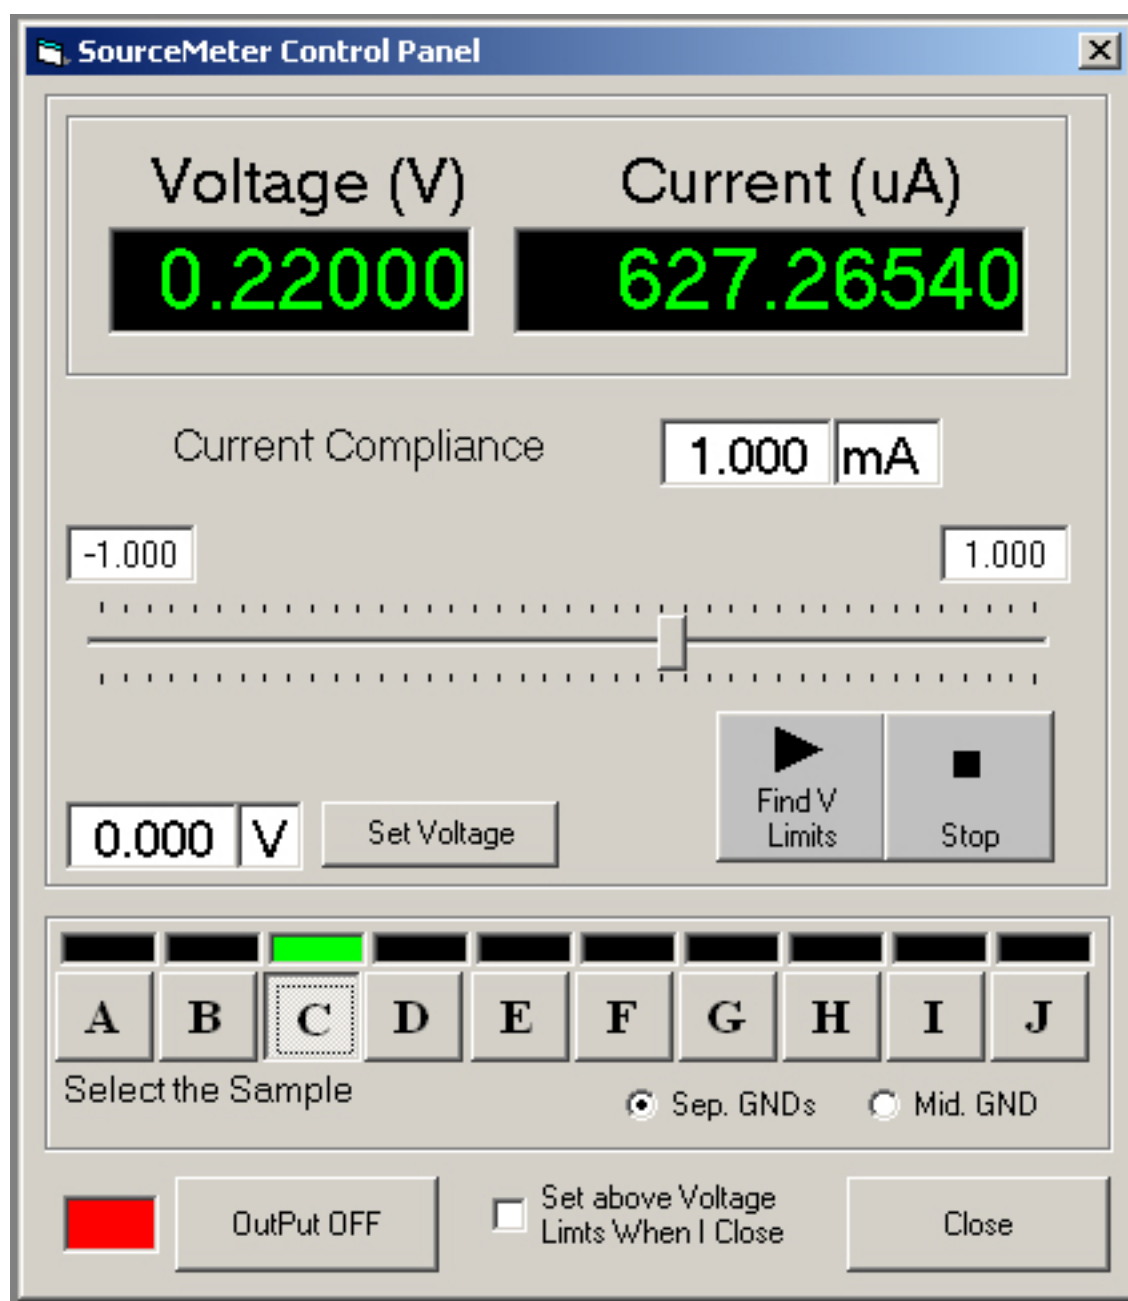 SourceMeter Control Panel
Voltage (V) Current (uA)
0.22000 627.26540
Current Compliance 1.000 mA
-1.000 1.000
Find V
Limits
Stop
0.000 V Set Voltage
A B C D E F G H I J
Select the Sample
Sep. GNDs Mid. GND
OutPut OFF
Set above Voltage
Limts When I Close
Close